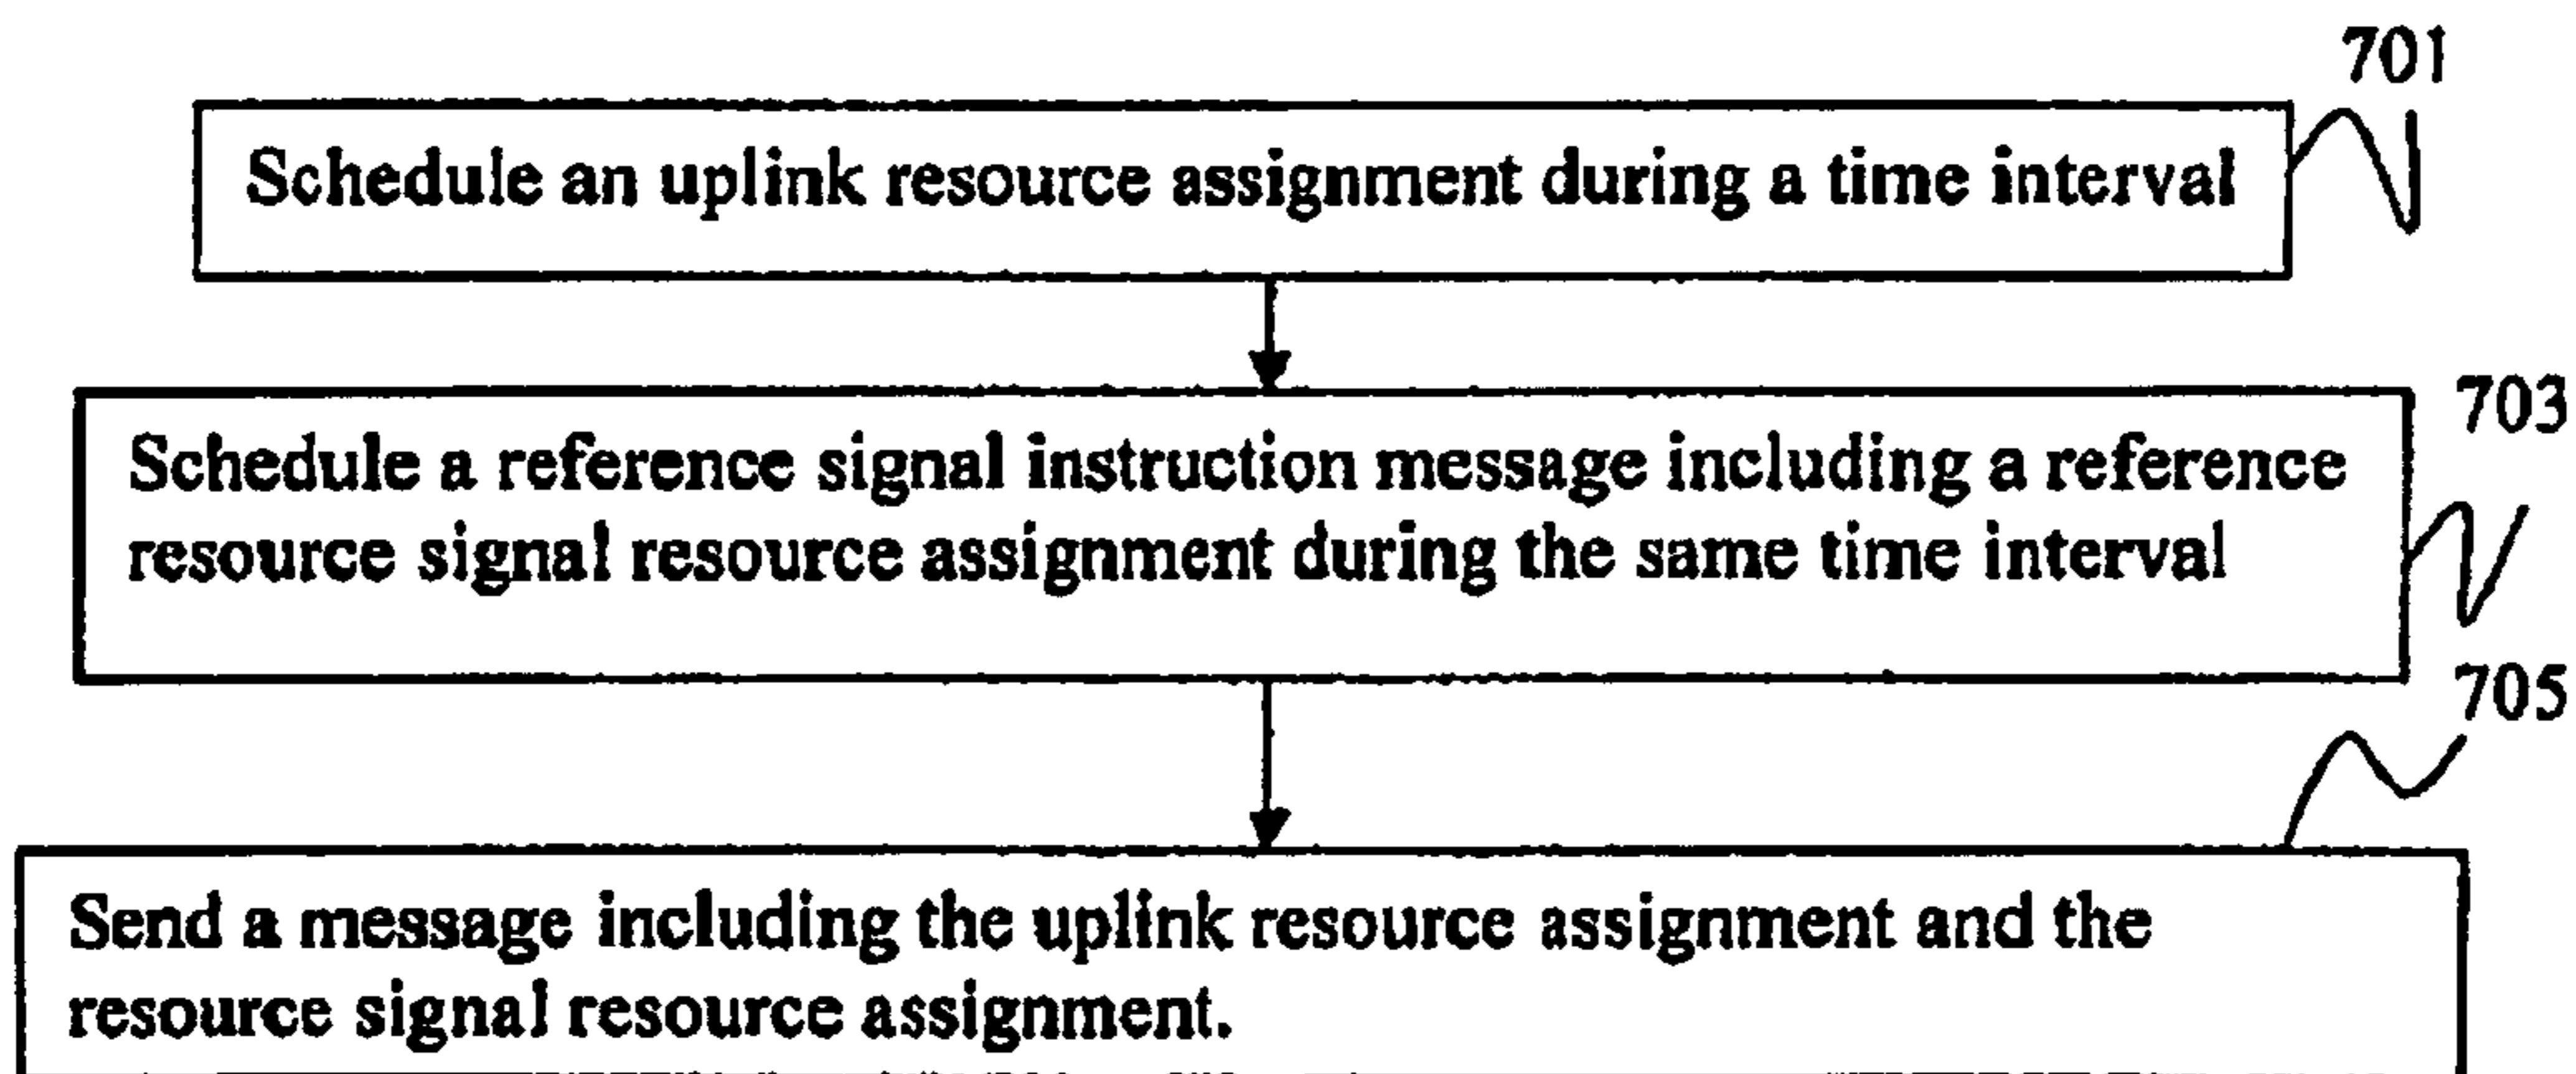 701
Schedule an uplink resource assignment during a time interval
703
Schedule a reference signal instruction message including a reference
resource signal resource assignment during the same time interval
705
Send a message including the uplink resource assignment and the
resource signal resource assignment.